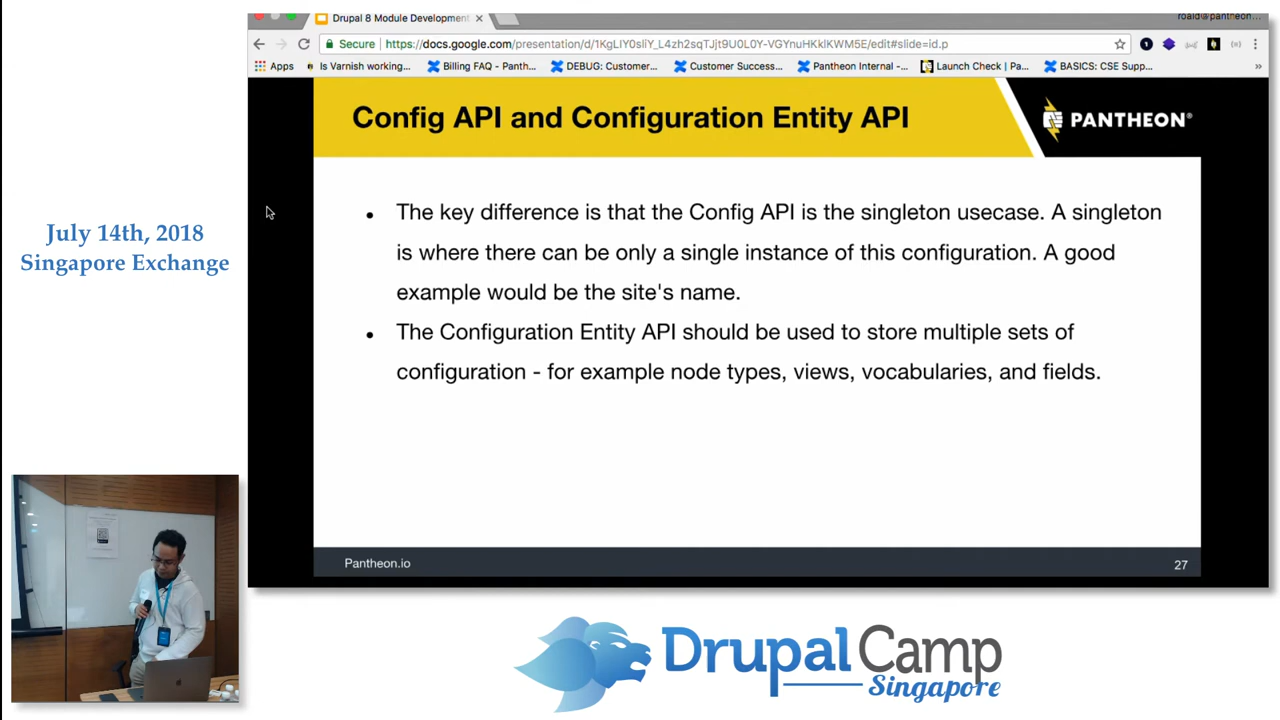 Drupal 8 Module Development
roald@pantheon...
Secure
https://docs.google.com/presentation/d/1KgLIY0sliY_L4zh2sqTJjt9U0L0Y-VGYnuHKklKWM5E/edit#slide=id.p
Apps
Is Varnish working...
Billing FAQ - Panth...
DEBUG: Customer...
Customer Success...
Pantheon Internal -...
Launch Check | Pa...
BASICS: CSE Supp...
»
Config API and Configuration Entity API
PANTHEON®
• The key difference is that the Config API is the singleton usecase. A singleton
is where there can be only a single instance of this configuration. A good
example would be the site's name.
• The Configuration Entity API should be used to store multiple sets of
configuration - for example node types, views, vocabularies, and fields.
Pantheon.io
27
July 14th, 2018
Singapore Exchange
DrupalCamp
Singapore